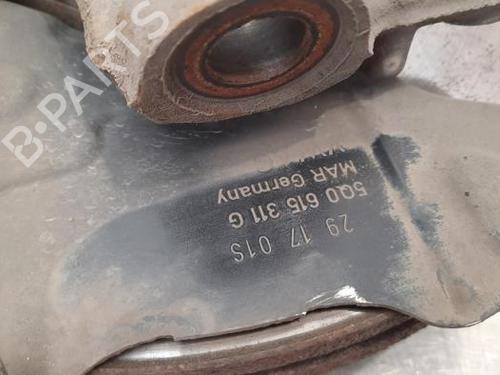 B-PARTS
MAR Germany
5Q0 615 311 G
29 17 01S